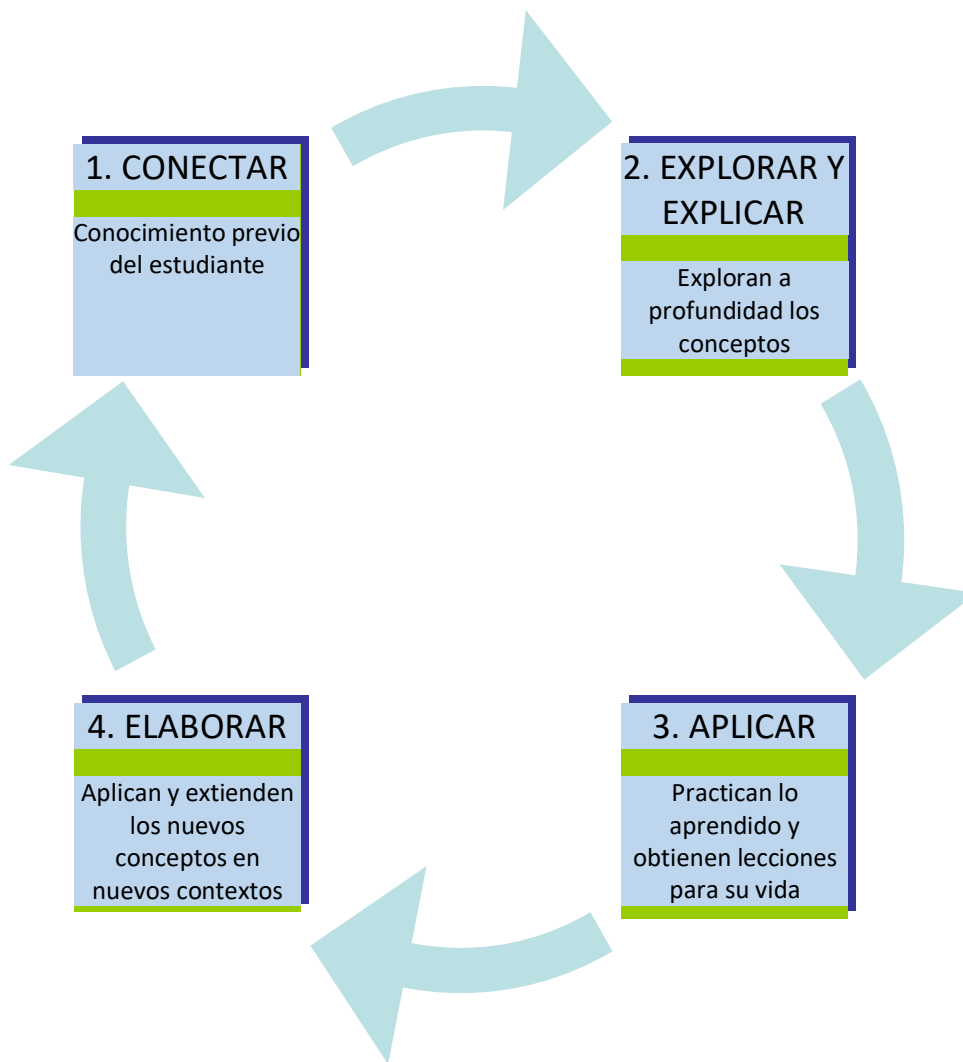 1. CONECTAR
Conocimiento previo
del estudiante
2. EXPLORAR Y
EXPLICAR
Exploran a
profundidad los
conceptos
3. APLICAR
Practican lo
aprendido y
obtienen lecciones
para su vida
4. ELABORAR
Aplican y extienden
los nuevos
conceptos en
nuevos contextos